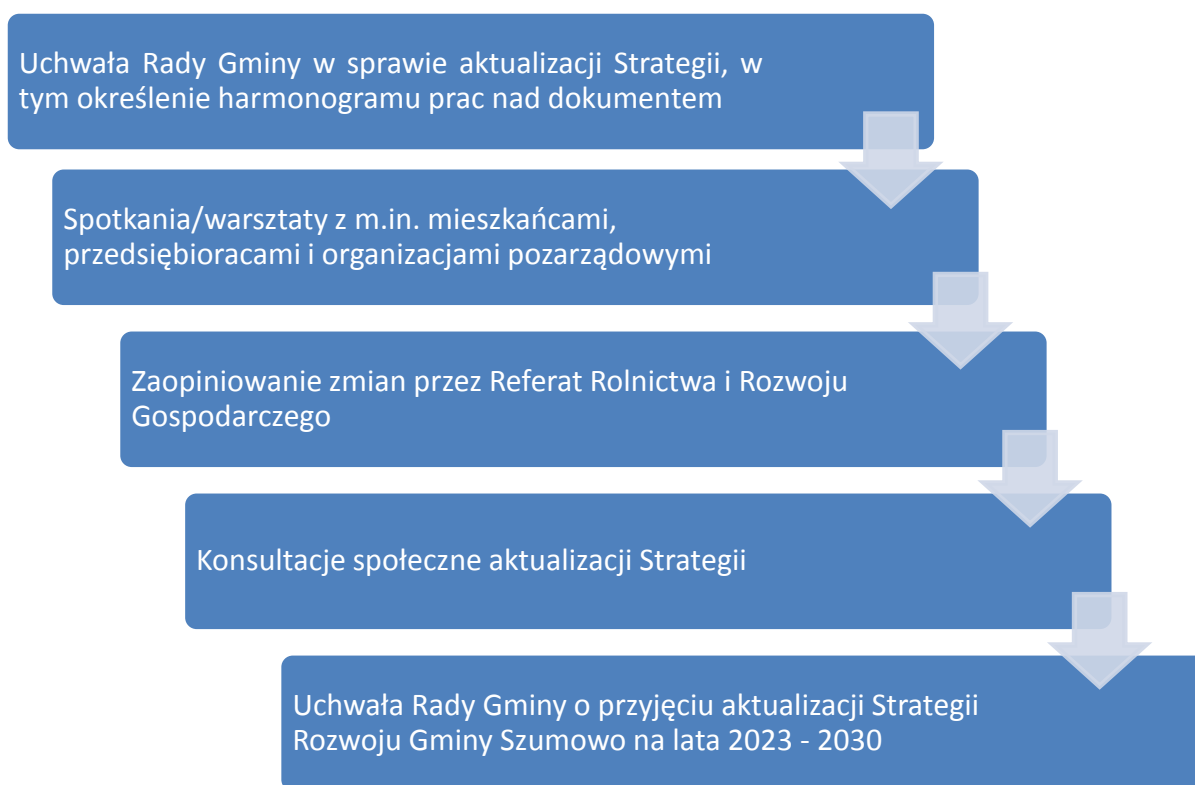 Uchwała Rady Gminy w sprawie aktualizacji Strategii, w
tym określenie harmonogramu prac nad dokumentem
Spotkania/warsztaty z m.in. mieszkańcami,
przedsiębioracami i organizacjami pozarządowymi
Zaopiniowanie zmian przez Referat Rolnictwa i Rozwoju
Gospodarczego
Konsultacje społeczne aktualizacji Strategii
Uchwała Rady Gminy o przyjęciu aktualizacji Strategii
Rozwoju Gminy Szumowo na lata 2023 - 2030